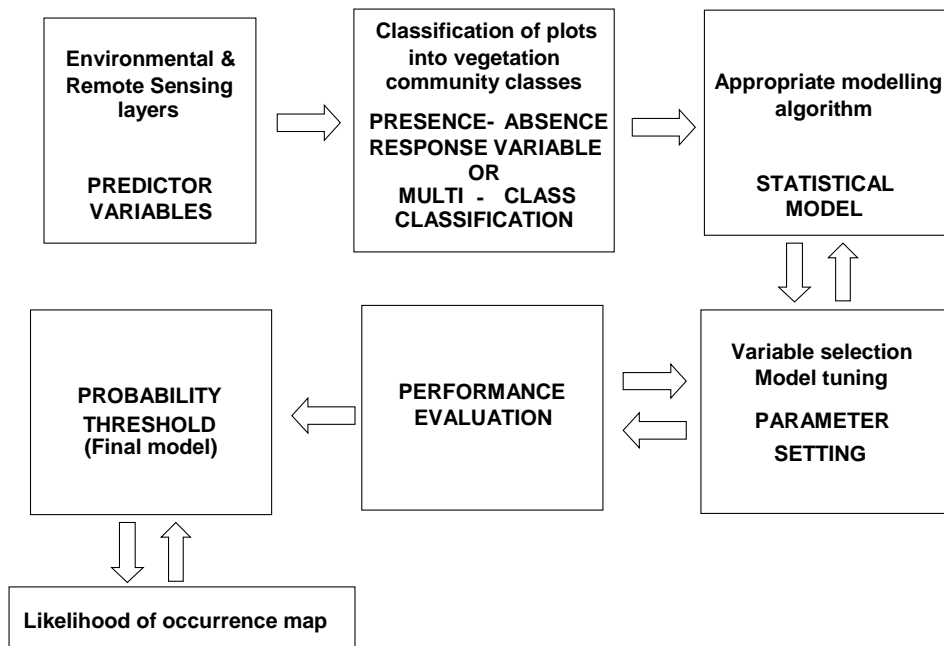 Environmental &
Remote Sensing
layers
PREDICTOR
VARIABLES
Classification of plots
into vegetation
community classes
PRESENCE- ABSENCE
RESPONSE VARIABLE
OR
MULTI - CLASS
CLASSIFICATION
Appropriate modelling
algorithm
STATISTICAL
MODEL
Variable selection
Model tuning
PARAMETER
SETTING
PERFORMANCE
EVALUATION
PROBABILITY
THRESHOLD
(Final model)
Likelihood of occurrence map